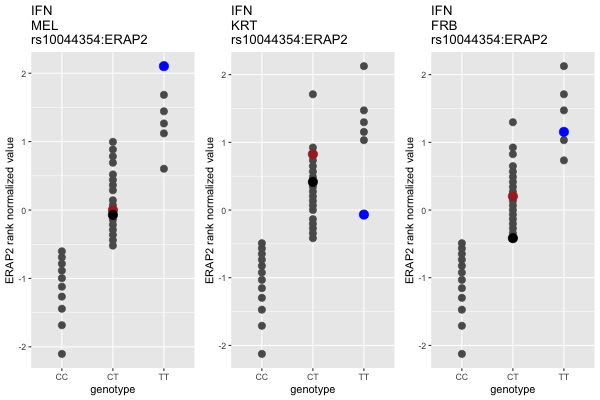 IFN
MEL
rs10044354:ERAP2
ERAP2 rank normalized value
2
1
0
-1
-2
CC CT TT
genotype
IFN
KRT
rs10044354:ERAP2
ERAP2 rank normalized value
2
1
0
-1
-2
CC CT TT
genotype
IFN
FRB
rs10044354:ERAP2
ERAP2 rank normalized value
2
1
0
-1
-2
CC CT TT
genotype